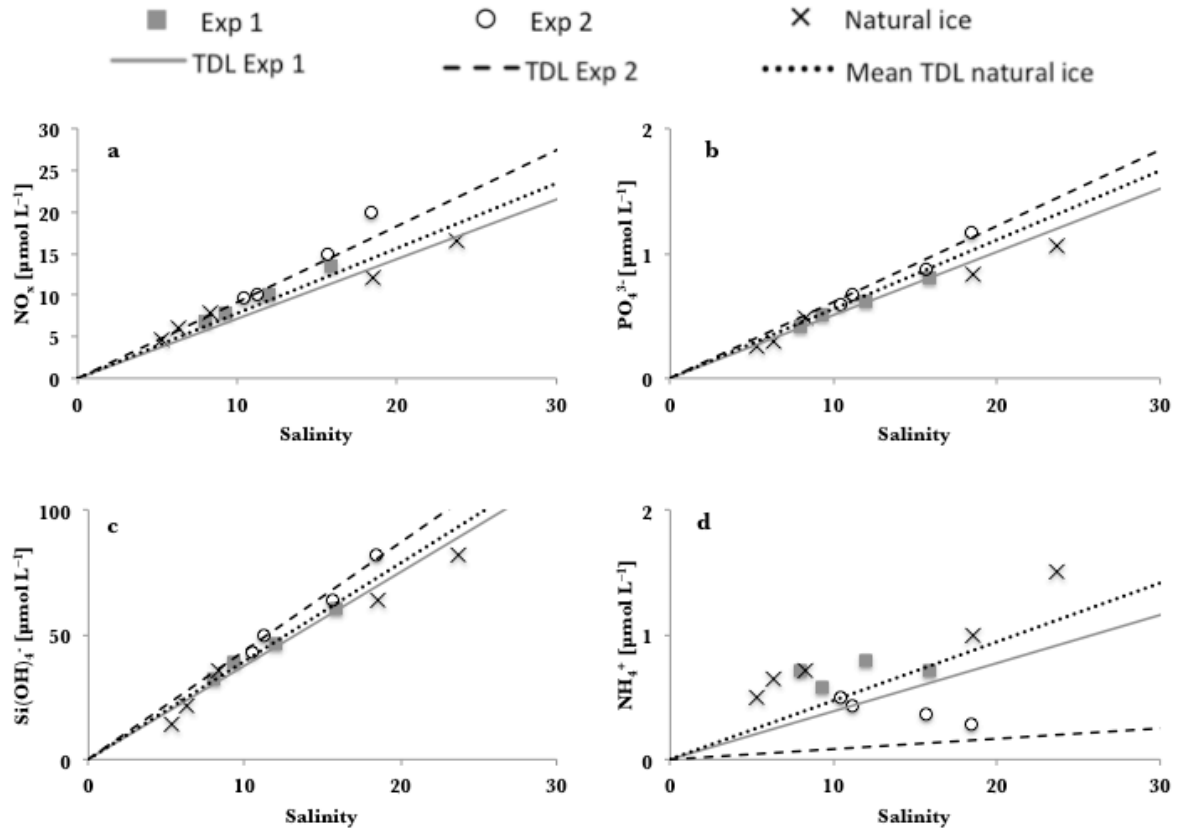 Exp 1 Exp 2 Natural ice
TDL Exp 1 TDL Exp 2 Mean TDL natural ice
a
NOx [µmol L⁻¹]
30
25
20
15
10
5
0
0 10 20 30
Salinity
b
PO₄³⁻ [µmol L⁻¹]
2
1
0
0 10 20 30
Salinity
c
Si(OH)₄⁻ [µmol L⁻¹]
100
50
0
0 10 20 30
Salinity
d
NH₄⁺ [µmol L⁻¹]
2
1
0
0 10 20 30
Salinity